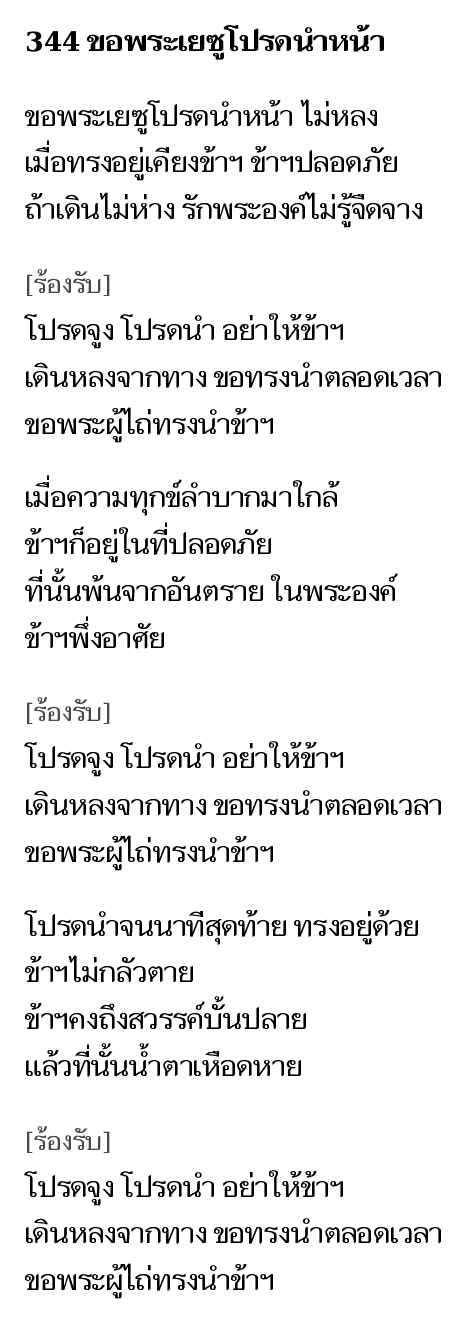 344 ขอพระเยซูโปรดนำหน้า
ขอพระเยซูโปรดนำหน้า ไม่หลง
เมื่อทรงอยู่เคียงข้าฯ ข้าฯปลอดภัย
ถ้าเดินไม่ห่าง รักพระองค์ไม่รู้จืดจาง
[ร้องรับ]
โปรดจูง โปรดนำ อย่าให้ข้าฯ
เดินหลงจากทาง ขอทรงนำตลอดเวลา
ขอพระผู้ไถ่ทรงนำข้าฯ
เมื่อความทุกข์ลำบากมาใกล้
ข้าฯก็อยู่ในที่ปลอดภัย
ที่นั้นพ้นจากอันตราย ในพระองค์
ข้าฯพึ่งอาศัย
[ร้องรับ]
โปรดจูง โปรดนำ อย่าให้ข้าฯ
เดินหลงจากทาง ขอทรงนำตลอดเวลา
ขอพระผู้ไถ่ทรงนำข้าฯ
โปรดนำจนนาทีสุดท้าย ทรงอยู่ด้วย
ข้าฯไม่กลัวตาย
ข้าฯคงถึงสวรรค์บั้นปลาย
แล้วที่นั้นน้ำตาเหือดหาย
[ร้องรับ]
โปรดจูง โปรดนำ อย่าให้ข้าฯ
เดินหลงจากทาง ขอทรงนำตลอดเวลา
ขอพระผู้ไถ่ทรงนำข้าฯ